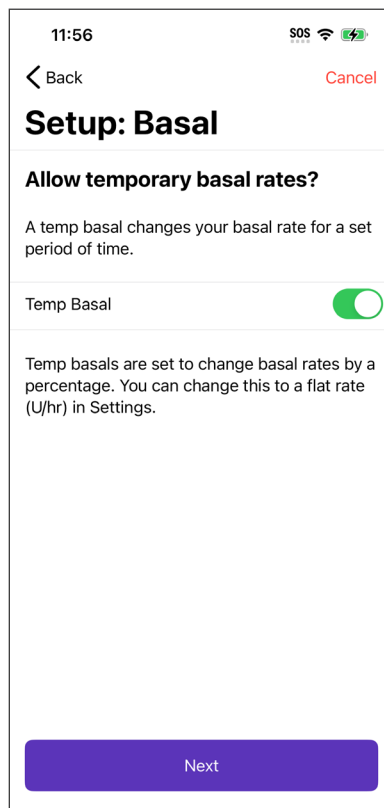 11:56
SOS
Back
Cancel
Setup: Basal
Allow temporary basal rates?
A temp basal changes your basal rate for a set
period of time.
Temp Basal
Temp basals are set to change basal rates by a
percentage. You can change this to a flat rate
(U/hr) in Settings.
Next